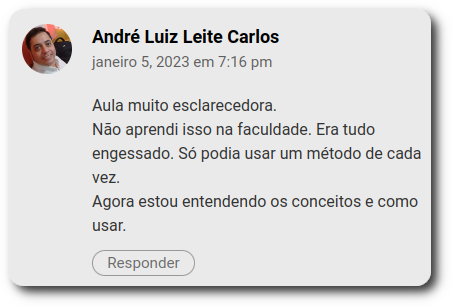 André Luiz Leite Carlos
janeiro 5, 2023 em 7:16 pm
Aula muito esclarecedora.
Não aprendi isso na faculdade. Era tudo
engessado. Só podia usar um método de cada
vez.
Agora estou entendendo os conceitos e como
usar.
Responder